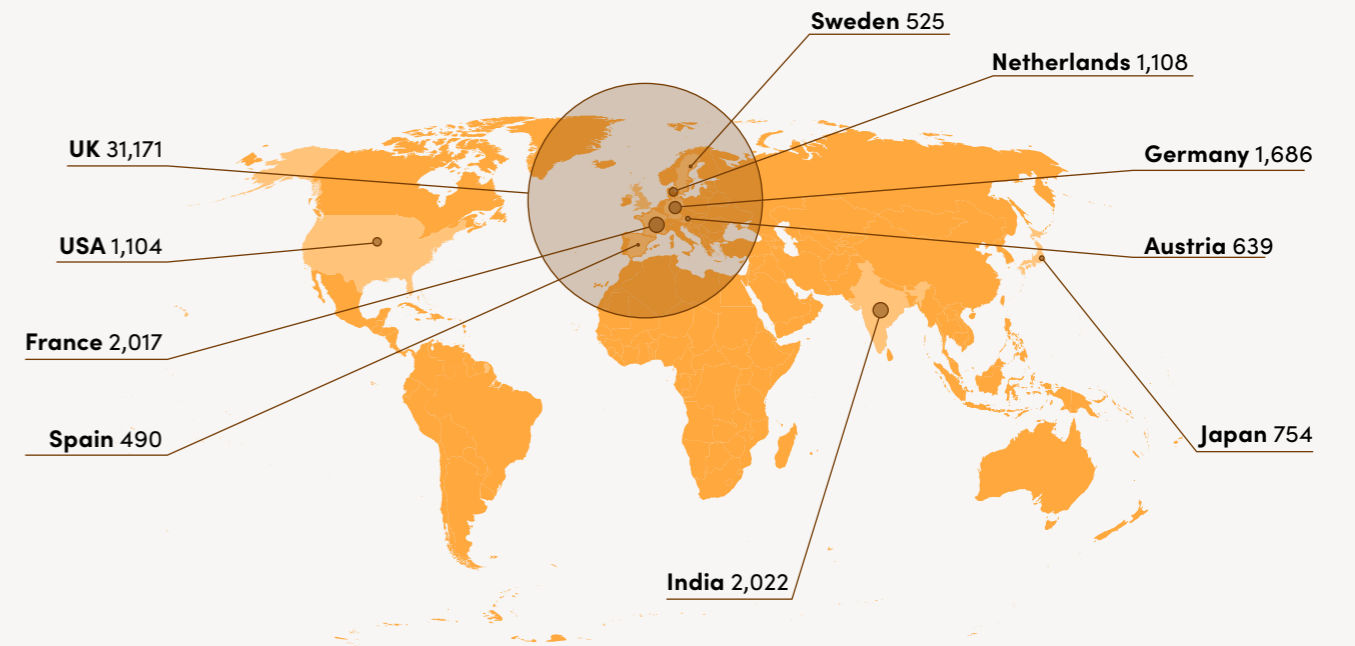 Sweden 525
Netherlands 1,108
UK 31,171
Germany 1,686
USA 1,104
Austria 639
France 2,017
Spain 490
Japan 754
India 2,022